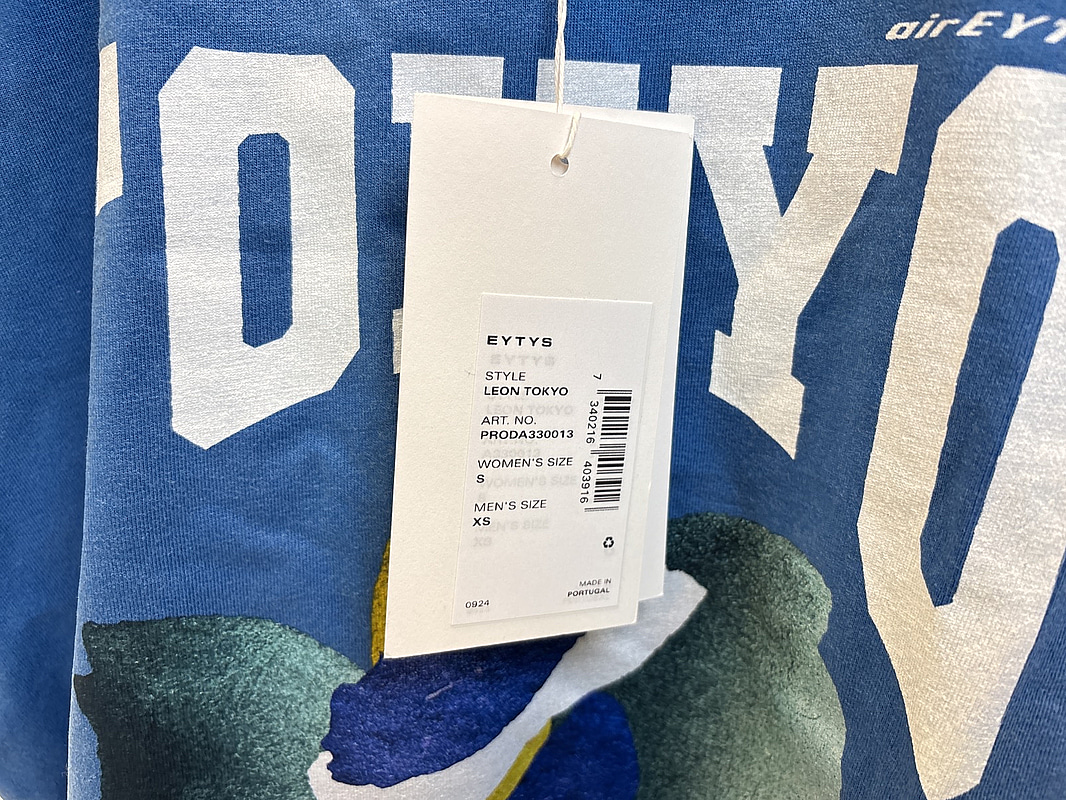 airEYT
OKYO
EYTYS
STYLE
LEON TOKYO
ART. NO.
PRODA330013
WOMEN'S SIZE
S
MEN'S SIZE
XS
7 340216 403916
0924
MADE IN
PORTUGAL